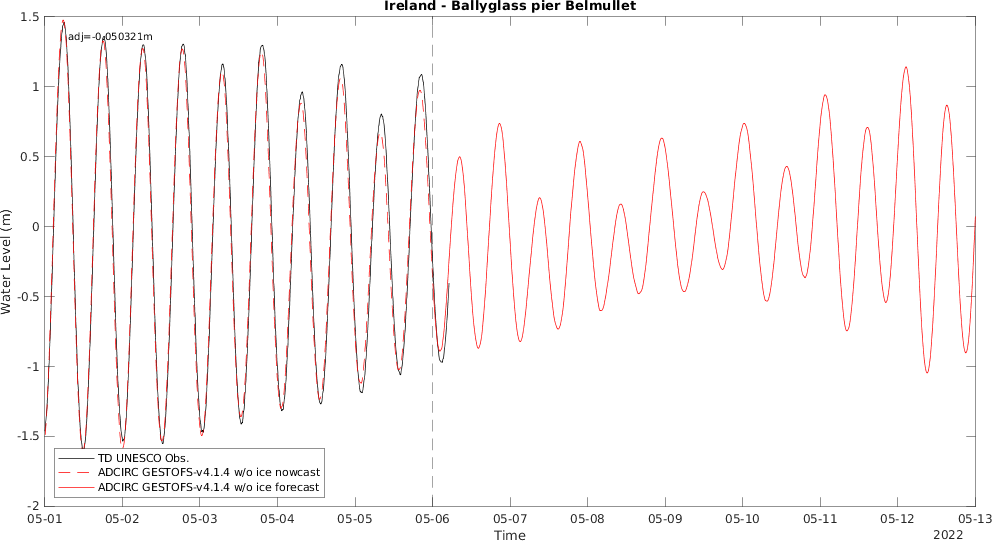 Ireland - Ballyglass pier Belmullet
adj=-0.050321m
1.5
1
0.5
0
-0.5
-1
-1.5
-2
Water Level (m)
TD UNESCO Obs.
ADCIRC GESTOFS-v4.1.4 w/o ice nowcast
ADCIRC GESTOFS-v4.1.4 w/o ice forecast
05-01 05-02 05-03 05-04 05-05 05-06 05-07 05-08 05-09 05-10 05-11 05-12 05-13
Time
2022